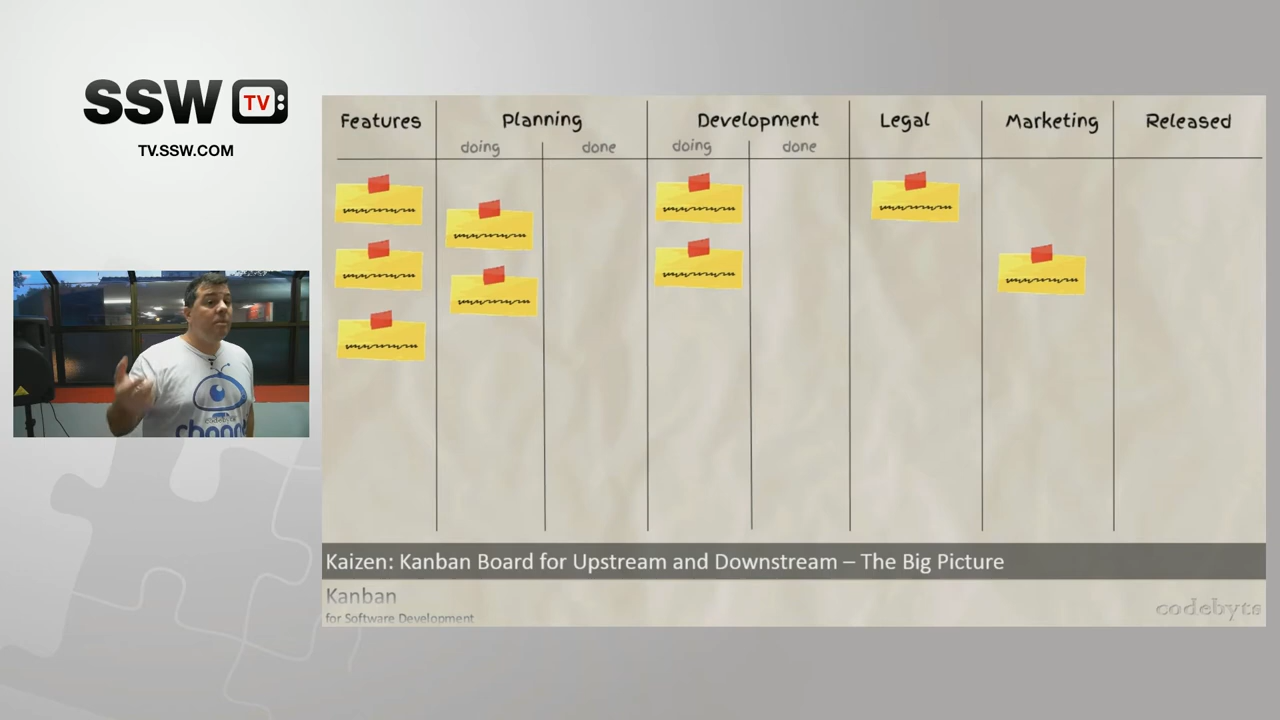 SSW TV
TV.SSW.COM
Features Planning Development Legal Marketing Released
doing done doing done
Kaizen: Kanban Board for Upstream and Downstream – The Big Picture
Kanban
for Software Development
codebyts